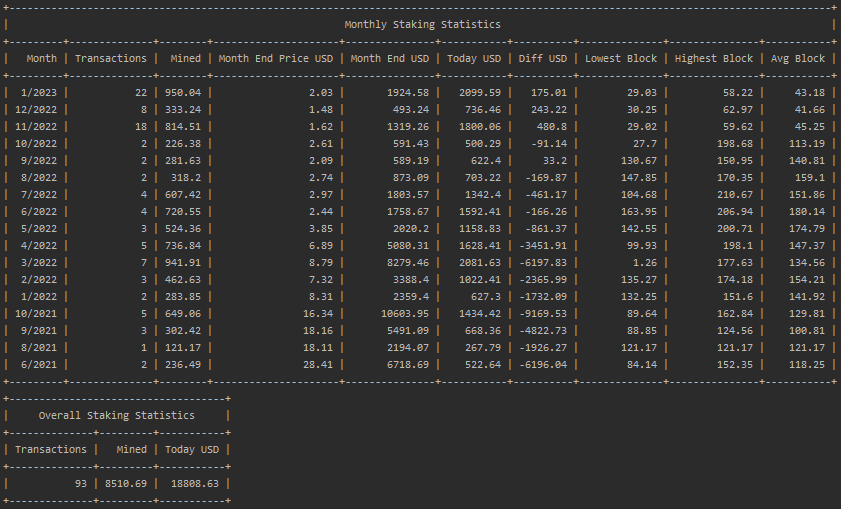 Monthly Staking Statistics
Month | Transactions | Mined | Month End Price USD | Month End USD | Today USD | Diff USD | Lowest Block | Highest Block | Avg Block
1/2023 | 22 | 950.04 | 2.03 | 1924.58 | 2099.59 | 175.01 | 29.03 | 58.22 | 43.18
12/2022 | 8 | 333.24 | 1.48 | 493.24 | 736.46 | 243.22 | 30.25 | 62.97 | 41.66
11/2022 | 18 | 814.51 | 1.62 | 1319.26 | 1800.06 | 480.8 | 29.02 | 59.62 | 45.25
10/2022 | 2 | 226.38 | 2.61 | 591.43 | 500.29 | -91.14 | 27.7 | 198.68 | 113.19
9/2022 | 2 | 281.63 | 2.09 | 589.19 | 622.4 | 33.2 | 130.67 | 150.95 | 140.81
8/2022 | 2 | 318.2 | 2.74 | 873.09 | 703.22 | -169.87 | 147.85 | 170.35 | 159.1
7/2022 | 4 | 607.42 | 2.97 | 1803.57 | 1342.4 | -461.17 | 104.68 | 210.67 | 151.86
6/2022 | 4 | 720.55 | 2.44 | 1758.67 | 1592.41 | -166.26 | 163.95 | 206.94 | 180.14
5/2022 | 3 | 524.36 | 3.85 | 2020.2 | 1158.83 | -861.37 | 142.55 | 200.71 | 174.79
4/2022 | 5 | 736.84 | 6.89 | 5080.31 | 1628.41 | -3451.91 | 99.93 | 198.1 | 147.37
3/2022 | 7 | 941.91 | 8.79 | 8279.46 | 2081.63 | -6197.83 | 1.26 | 177.63 | 134.56
2/2022 | 3 | 462.63 | 7.32 | 3388.4 | 1022.41 | -2365.99 | 135.27 | 174.18 | 154.21
1/2022 | 2 | 283.85 | 8.31 | 2359.4 | 627.3 | -1732.09 | 132.25 | 151.6 | 141.92
10/2021 | 5 | 649.06 | 16.34 | 10603.95 | 1434.42 | -9169.53 | 89.64 | 162.84 | 129.81
9/2021 | 3 | 302.42 | 18.16 | 5491.09 | 668.36 | -4822.73 | 88.85 | 124.56 | 100.81
8/2021 | 1 | 121.17 | 18.11 | 2194.07 | 267.79 | -1926.27 | 121.17 | 121.17 | 121.17
6/2021 | 2 | 236.49 | 28.41 | 6718.69 | 522.64 | -6196.04 | 84.14 | 152.35 | 118.25
Overall Staking Statistics
Transactions | Mined | Today USD
93 | 8510.69 | 18808.63